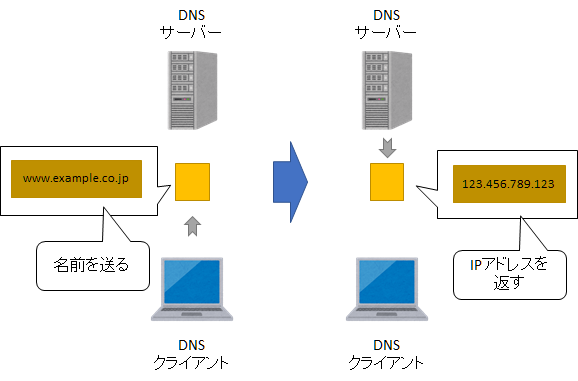 DNS
サーバー
www.example.co.jp
名前を送る
DNS
クライアント
DNS
サーバー
123.456.789.123
IPアドレスを
返す
DNS
クライアント